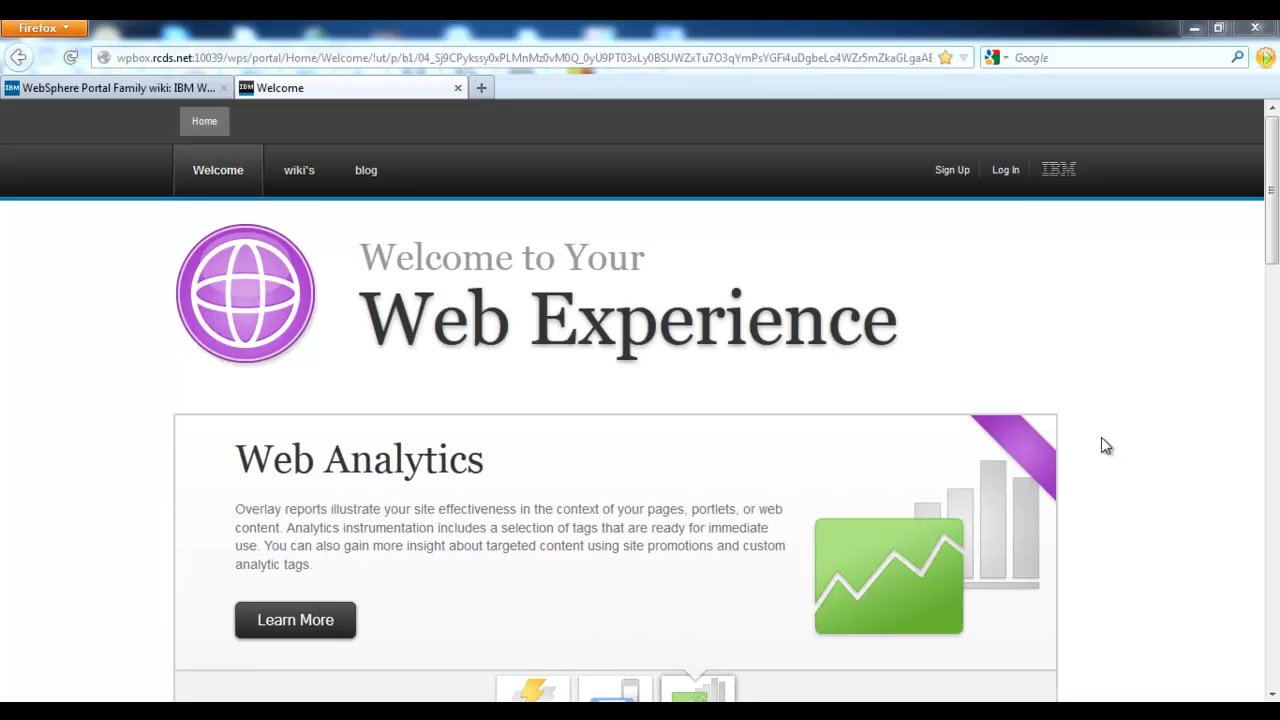 Firefox
wpbox.rcds.net:10039/wps/portal/Home/Welcome/!ut/p/b1/04_Sj9CPykssy0xPLMnMz0vM0Q_0yU9PT03xLy0BSUWZxTu7O3qYmPsYGFi4uDgbeLo4WZr5mZkaGLgaAE
Google
WebSphere Portal Family wiki: IBM W...
Welcome
Home
Welcome
wiki's
blog
Sign Up
Log In
IBM
Welcome to Your
Web Experience
Web Analytics
Overlay reports illustrate your site effectiveness in the context of your pages, portlets, or web
content. Analytics instrumentation includes a selection of tags that are ready for immediate
use. You can also gain more insight about targeted content using site promotions and custom
analytic tags.
Learn More